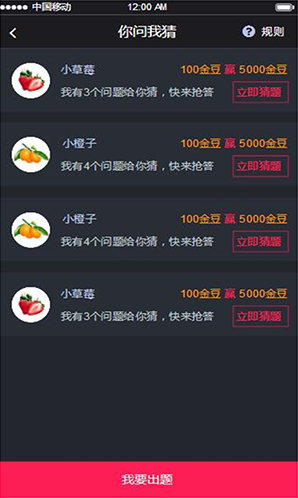 中国移动 12:00 AM
你问我猜 ? 规则
小草莓 100金豆 赢 5000金豆
我有3个问题给你猜，快来抢答 立即猜题
小橙子 100金豆 赢 5000金豆
我有4个问题给你猜，快来抢答 立即猜题
小橙子 100金豆 赢 5000金豆
我有4个问题给你猜，快来抢答 立即猜题
小草莓 100金豆 赢 5000金豆
我有3个问题给你猜，快来抢答 立即猜题
我要出题